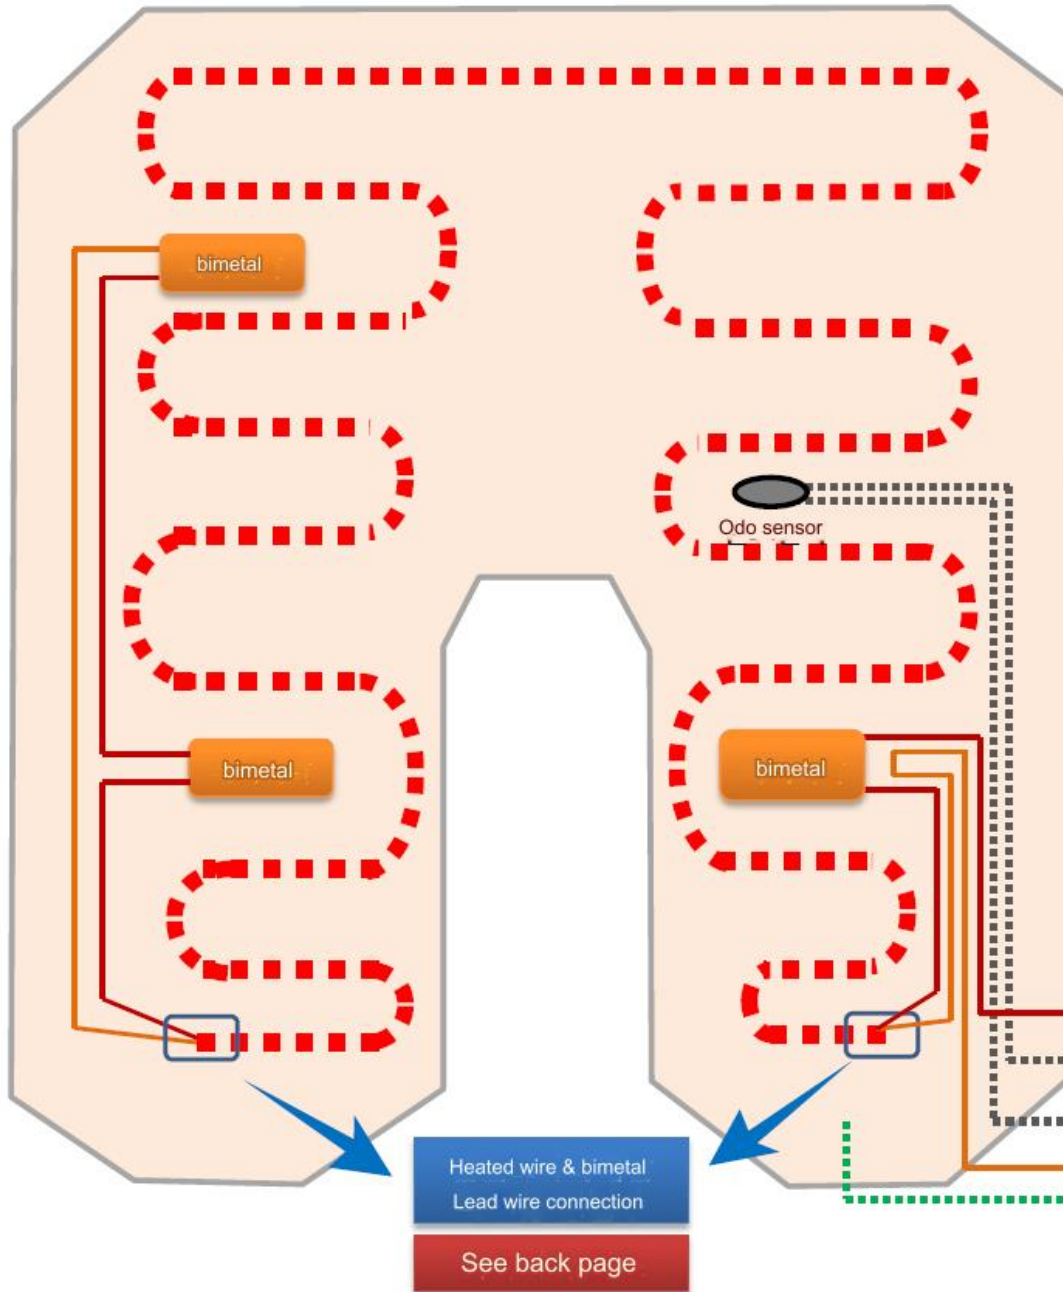 bimetal
Odo sensor
bimetal
bimetal
Heated wire & bimetal
Lead wire connection
See back page